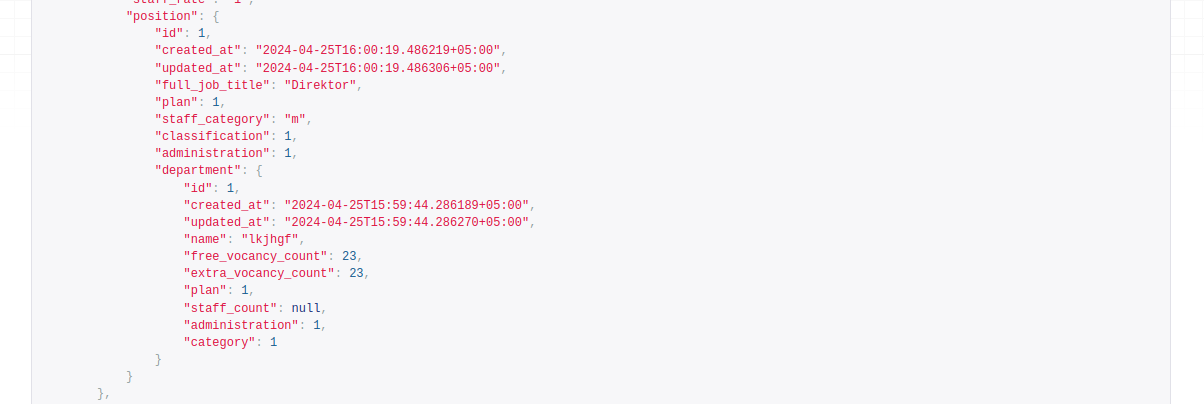 "staff_rate": "1",
"position": {
"id": 1,
"created_at": "2024-04-25T16:00:19.486219+05:00",
"updated_at": "2024-04-25T16:00:19.486306+05:00",
"full_job_title": "Direktor",
"plan": 1,
"staff_category": "m",
"classification": 1,
"administration": 1,
"department": {
"id": 1,
"created_at": "2024-04-25T15:59:44.286189+05:00",
"updated_at": "2024-04-25T15:59:44.286270+05:00",
"name": "lkjhgf",
"free_vocancy_count": 23,
"extra_vocancy_count": 23,
"plan": 1,
"staff_count": null,
"administration": 1,
"category": 1
}
}
},